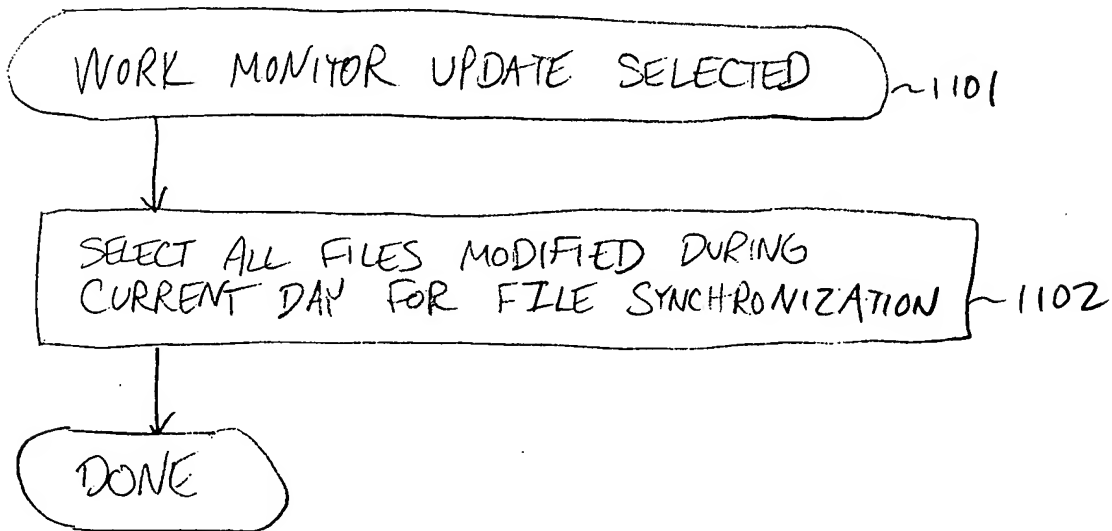 WORK MONITOR UPDATE SELECTED ~1101
SELECT ALL FILES MODIFIED DURING
CURRENT DAY FOR FILE SYNCHRONIZATION ~1102
DONE